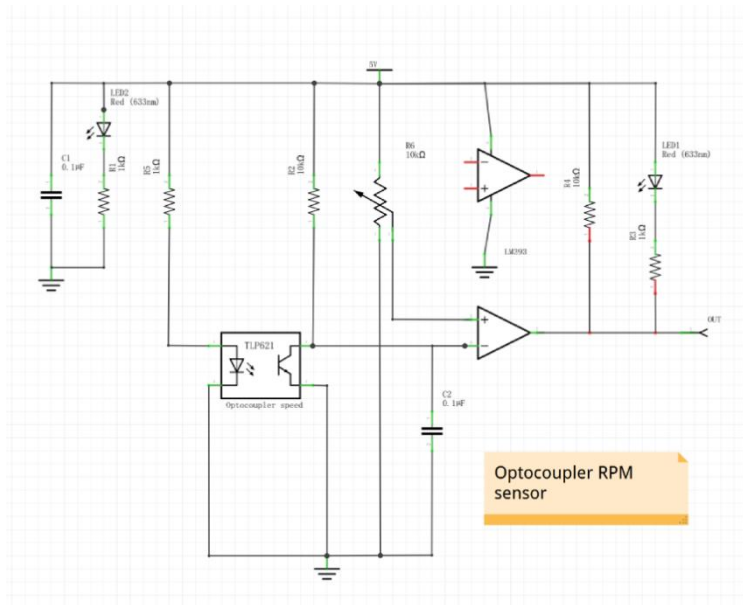 5V
LED2
Red (633nm)
C1
0.1μF
R1
1kΩ
R5
1kΩ
R2
10kΩ
R6
10kΩ
LM393
R4
10kΩ
LED1
Red (633nm)
R3
1kΩ
OUT
TLP621
Optocoupler speed
C2
0.1μF
Optocoupler RPM
sensor